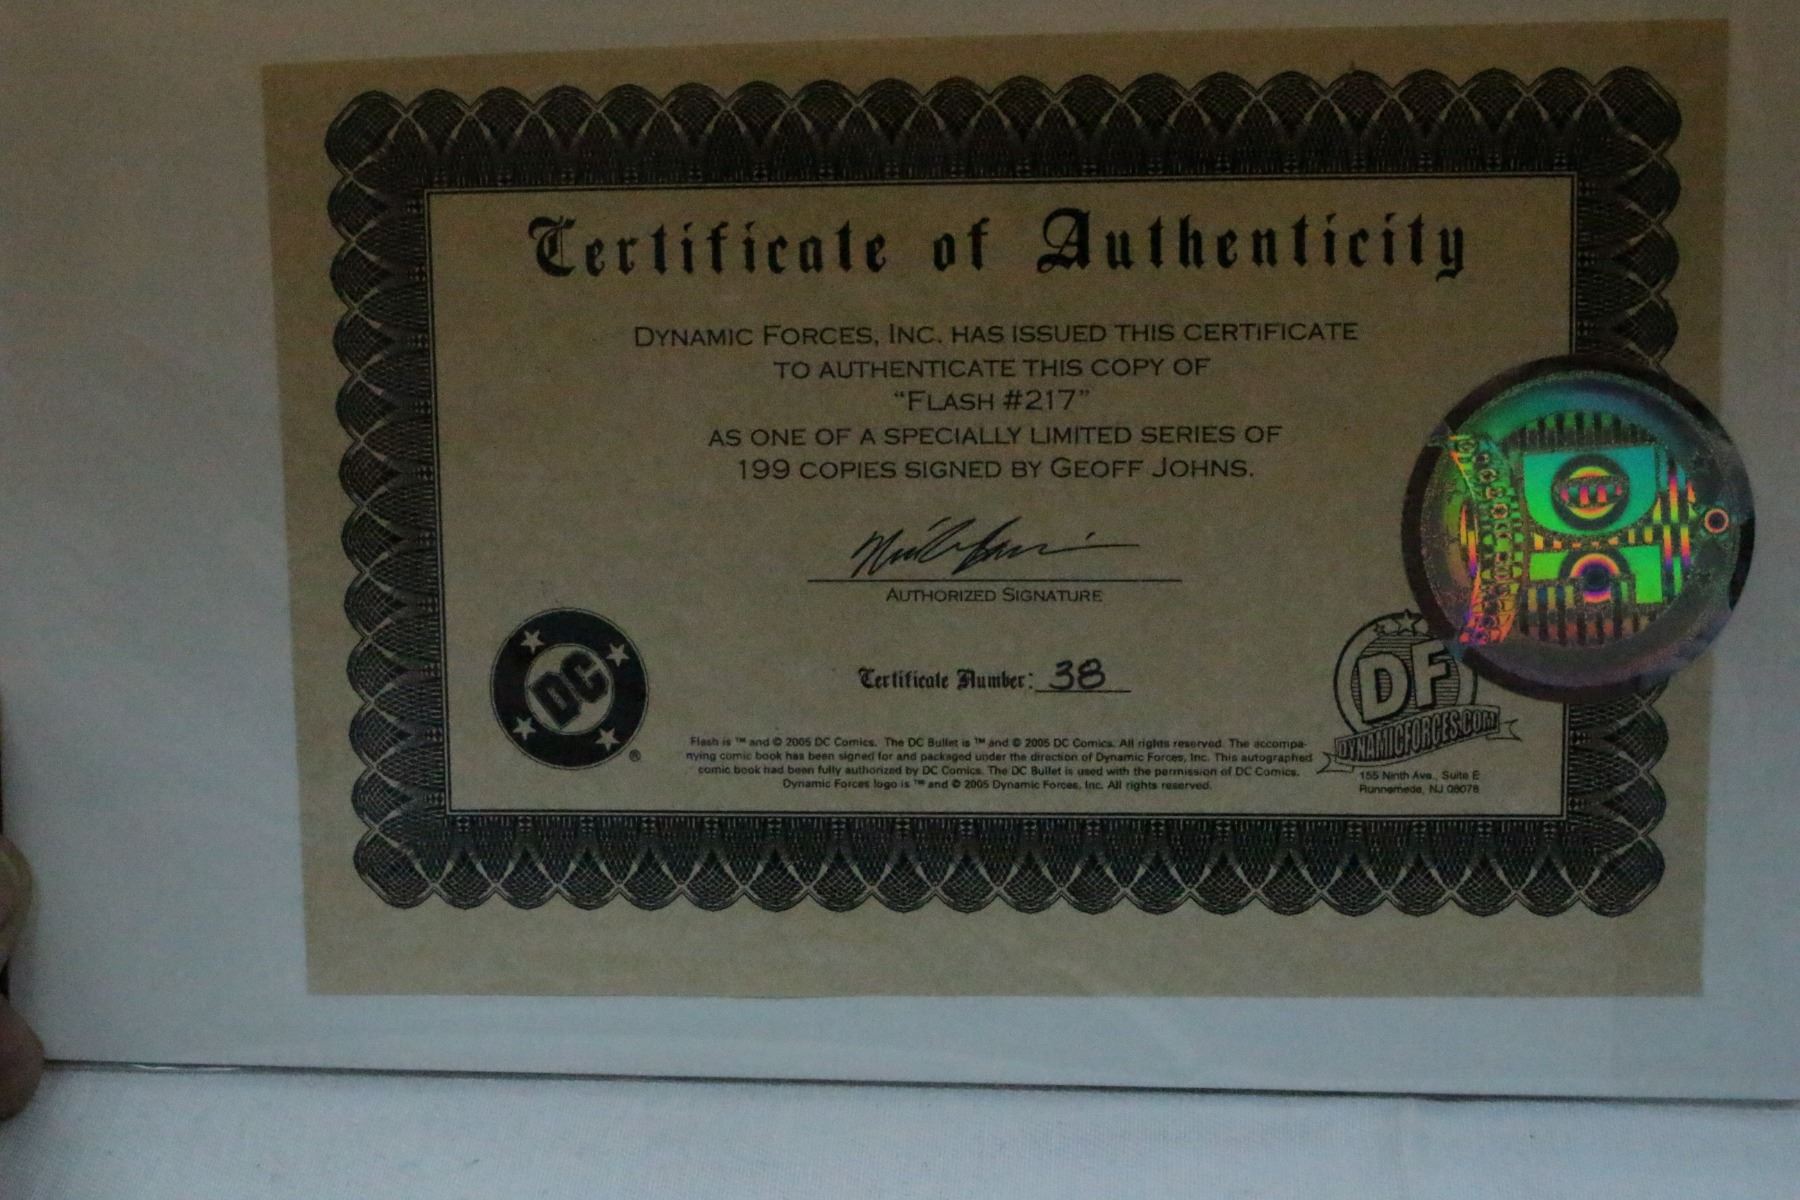 Certificate of Authenticity
DYNAMIC FORCES, INC. HAS ISSUED THIS CERTIFICATE
TO AUTHENTICATE THIS COPY OF
“FLASH #217”
AS ONE OF A SPECIALLY LIMITED SERIES OF
199 COPIES SIGNED BY GEOFF JOHNS.
AUTHORIZED SIGNATURE
Certificate Number: 38
DC
®
Flash is ™ and © 2005 DC Comics. The DC Bullet is ™ and © 2005 DC Comics. All rights reserved. The accompa-
nying comic book has been signed for and packaged under the direction of Dynamic Forces, Inc. This autographed
comic book had been fully authorized by DC Comics. The DC Bullet is used with the permission of DC Comics.
Dynamic Forces logo is ™ and © 2005 Dynamic Forces, Inc. All rights reserved.
DF
DYNAMICFORCES.COM
155 Ninth Ave., Suite E
Runnemede, NJ 08078